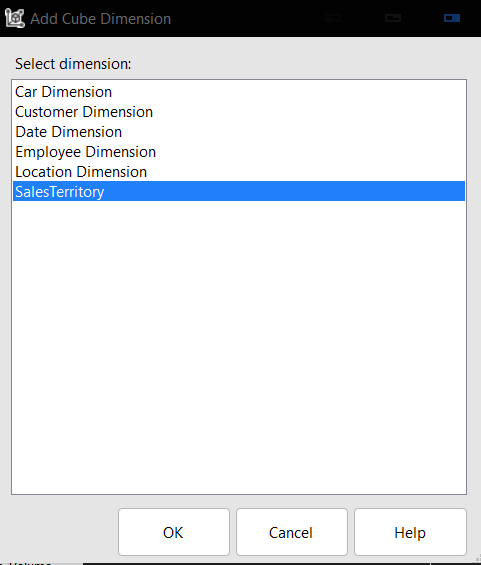 Add Cube Dimension
Select dimension:
Car Dimension
Customer Dimension
Date Dimension
Employee Dimension
Location Dimension
SalesTerritory
OK
Cancel
Help